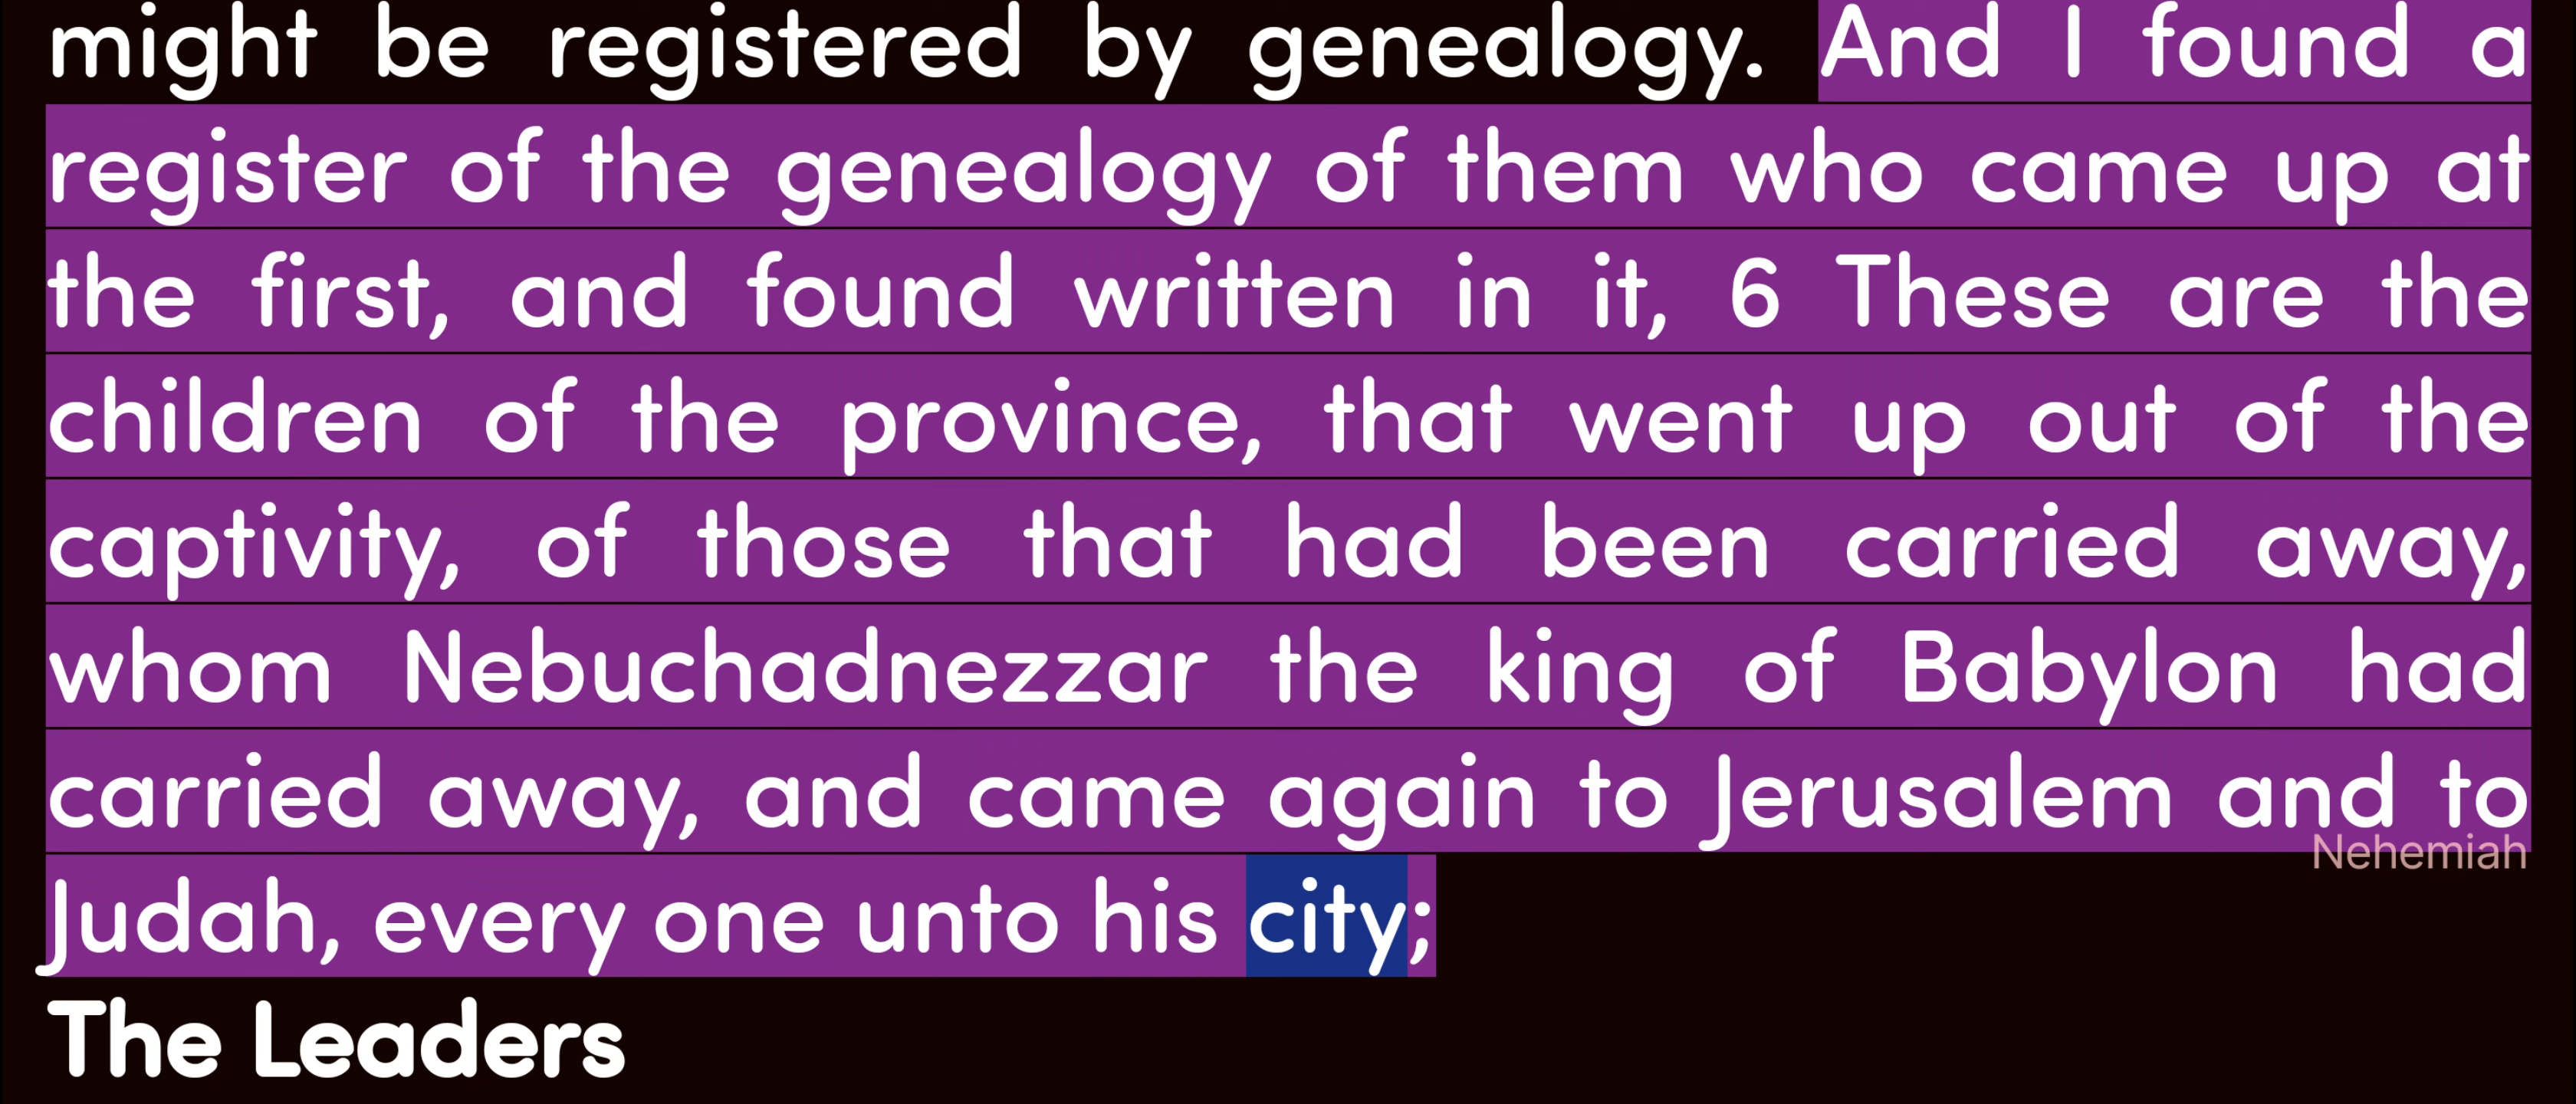 might be registered by genealogy. And I found a
register of the genealogy of them who came up at
the first, and found written in it, 6 These are the
children of the province, that went up out of the
captivity, of those that had been carried away,
whom Nebuchadnezzar the king of Babylon had
carried away, and came again to Jerusalem and to
Nehemiah
Judah, every one unto his city;
The Leaders